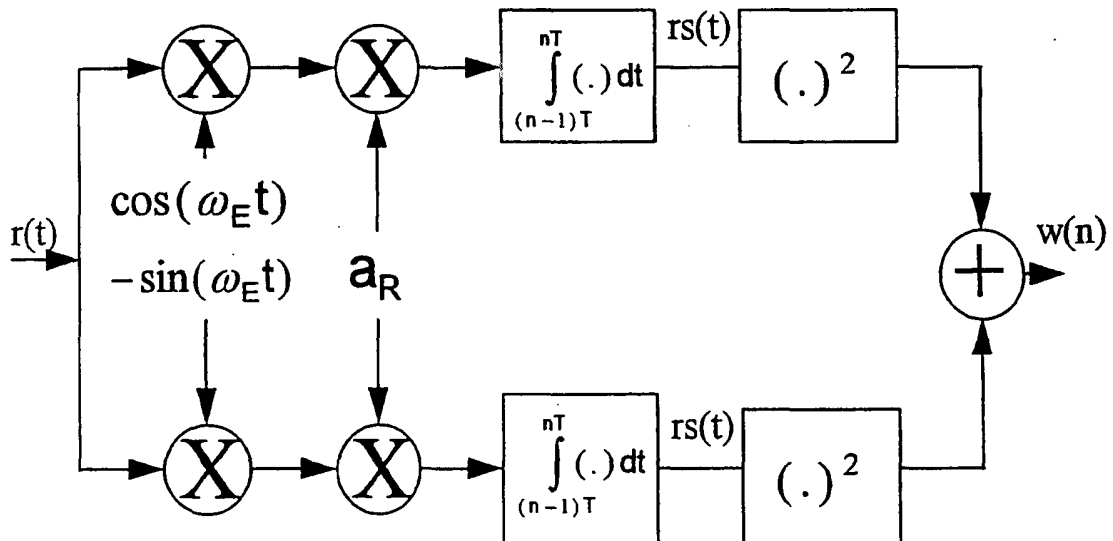 X X ∫ nT (n−1)T (.) dt rs(t) (.)²
cos(ω_E t)
r(t)
−sin(ω_E t) a_R + w(n)
X X ∫ nT (n−1)T (.) dt rs(t) (.)²